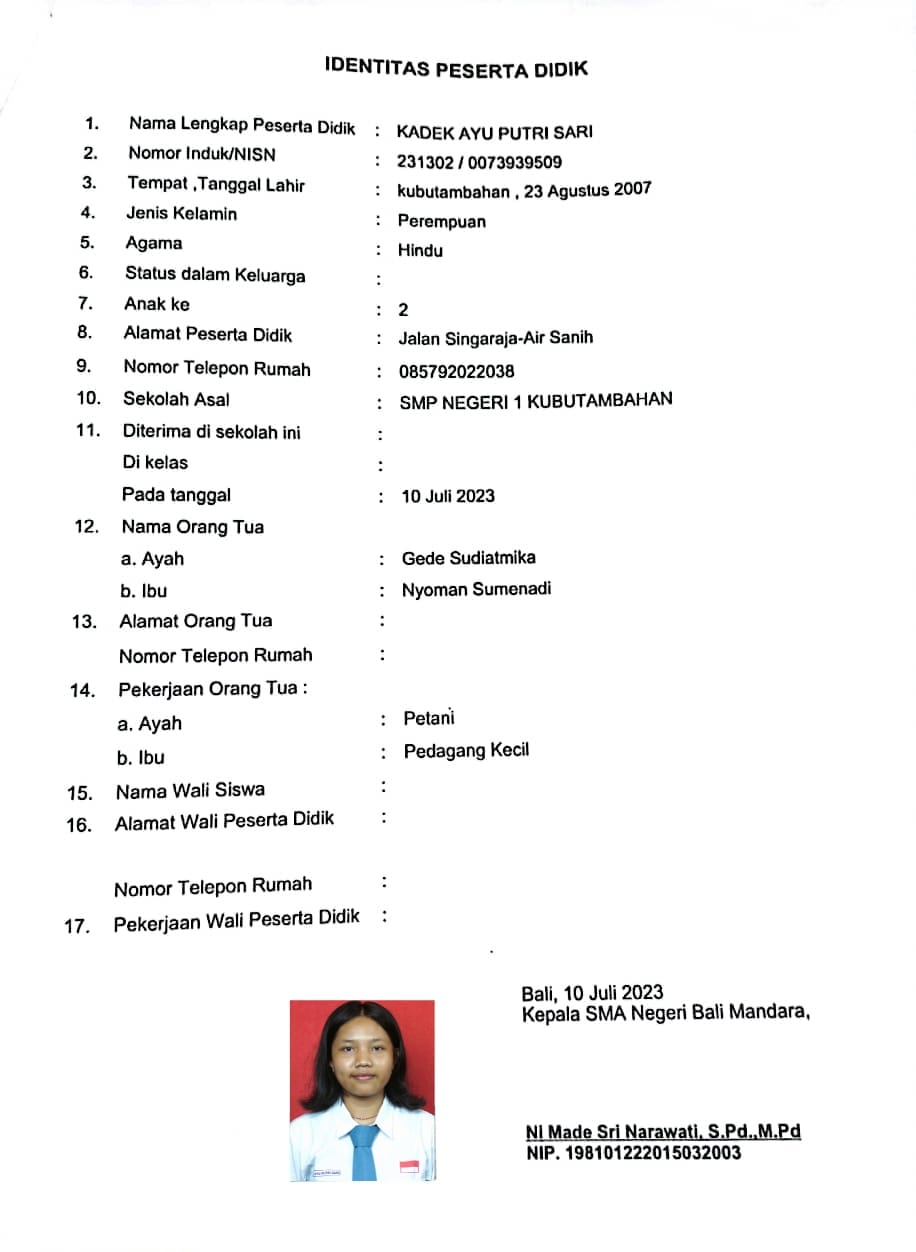 IDENTITAS PESERTA DIDIK
1. Nama Lengkap Peserta Didik : KADEK AYU PUTRI SARI
2. Nomor Induk/NISN : 231302 / 0073939509
3. Tempat ,Tanggal Lahir : kubutambahan , 23 Agustus 2007
4. Jenis Kelamin : Perempuan
5. Agama : Hindu
6. Status dalam Keluarga :
7. Anak ke : 2
8. Alamat Peserta Didik : Jalan Singaraja-Air Sanih
9. Nomor Telepon Rumah : 085792022038
10. Sekolah Asal : SMP NEGERI 1 KUBUTAMBAHAN
11. Diterima di sekolah ini :
Di kelas :
Pada tanggal : 10 Juli 2023
12. Nama Orang Tua
a. Ayah : Gede Sudiatmika
b. Ibu : Nyoman Sumenadi
13. Alamat Orang Tua :
Nomor Telepon Rumah :
14. Pekerjaan Orang Tua :
a. Ayah : Petani
b. Ibu : Pedagang Kecil
15. Nama Wali Siswa :
16. Alamat Wali Peserta Didik :
Nomor Telepon Rumah :
17. Pekerjaan Wali Peserta Didik :
Bali, 10 Juli 2023
Kepala SMA Negeri Bali Mandara,
NI Made Sri Narawati, S.Pd.,M.Pd
NIP. 198101222015032003